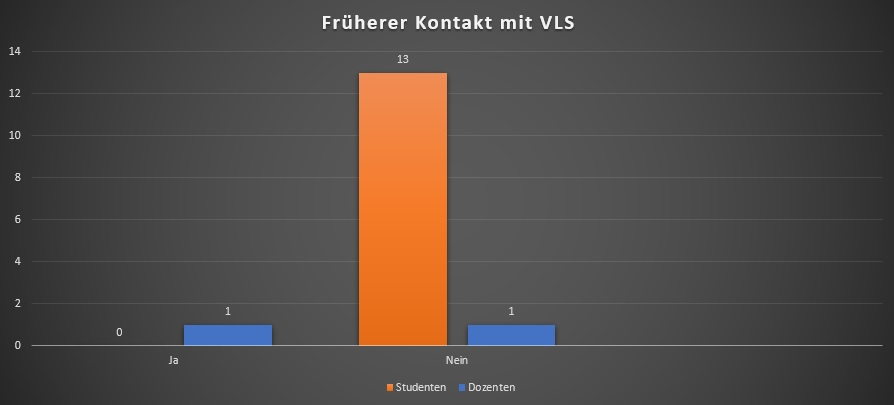 Früherer Kontakt mit VLS
14
13
12
10
8
6
4
2
1
1
0
0
Ja
Nein
Studenten
Dozenten